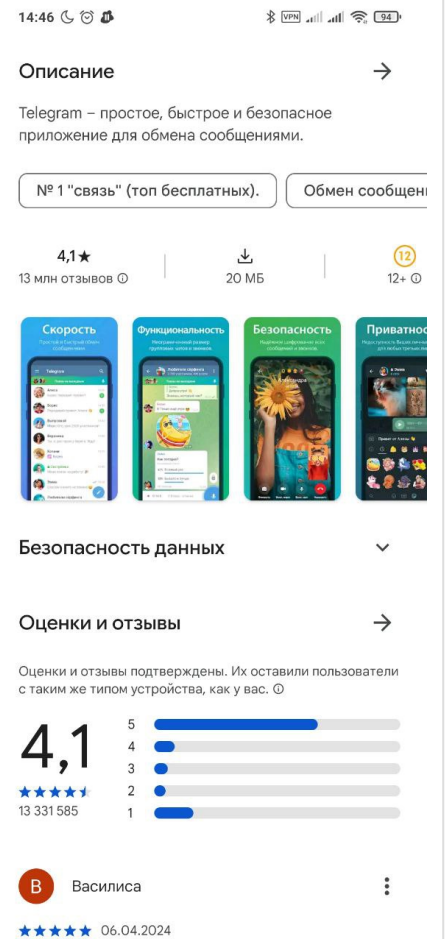 14:46
VPN
94
Описание
Telegram – простое, быстрое и безопасное
приложение для обмена сообщениями.
№ 1 "связь" (топ бесплатных).
Обмен сообщен
4,1★
13 млн отзывов
20 МБ
12
12+
Скорость
Функциональность
Безопасность
Приватнос
Telegram
Безопасность данных
Оценки и отзывы
Оценки и отзывы подтверждены. Их оставили пользователи
с таким же типом устройства, как у вас.
4,1
13 331 585
5
4
3
2
1
В
Василиса
06.04.2024